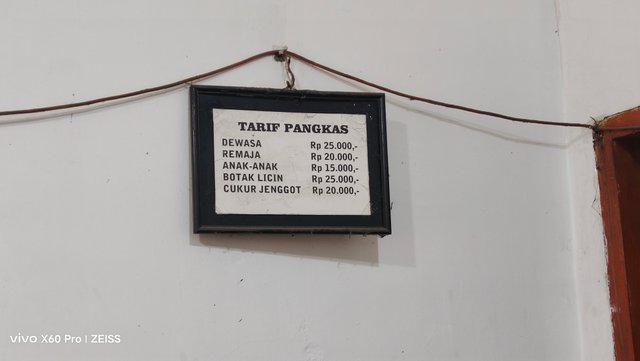 TARIF PANGKAS
DEWASA Rp 25.000,-
REMAJA Rp 20.000,-
ANAK-ANAK Rp 15.000,-
BOTAK LICIN Rp 25.000,-
CUKUR JENGGOT Rp 20.000,-
vivo X60 Pro | ZEISS